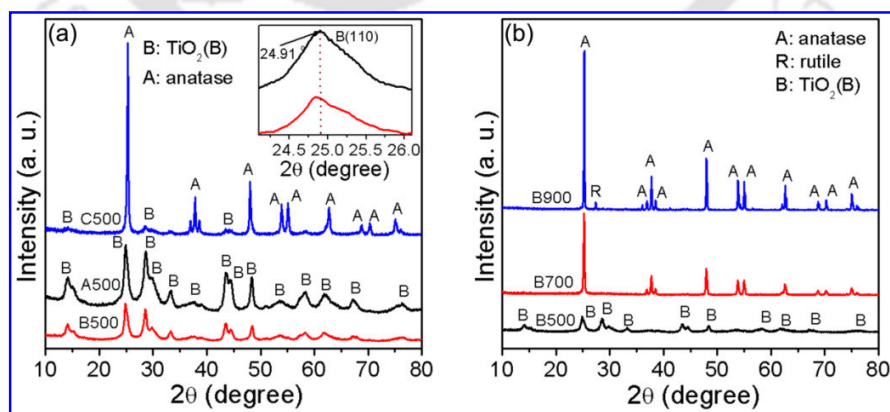 (a)
B: TiO2(B)
A: anatase
A
24.91 °
B(110)
24.5 25.0 25.5 26.0
2θ (degree)
B C500 B A B A A A A A A
B A500 B B B B B B B B B B B
B500
Intensity (a. u.)
10 20 30 40 50 60 70 80
2θ (degree)
(b)
A: anatase
R: rutile
B: TiO2(B)
A
B900 R A A A A A A A A A
B700
B B500 B B B B B B B B B
Intensity (a. u.)
10 20 30 40 50 60 70 80
2θ (degree)